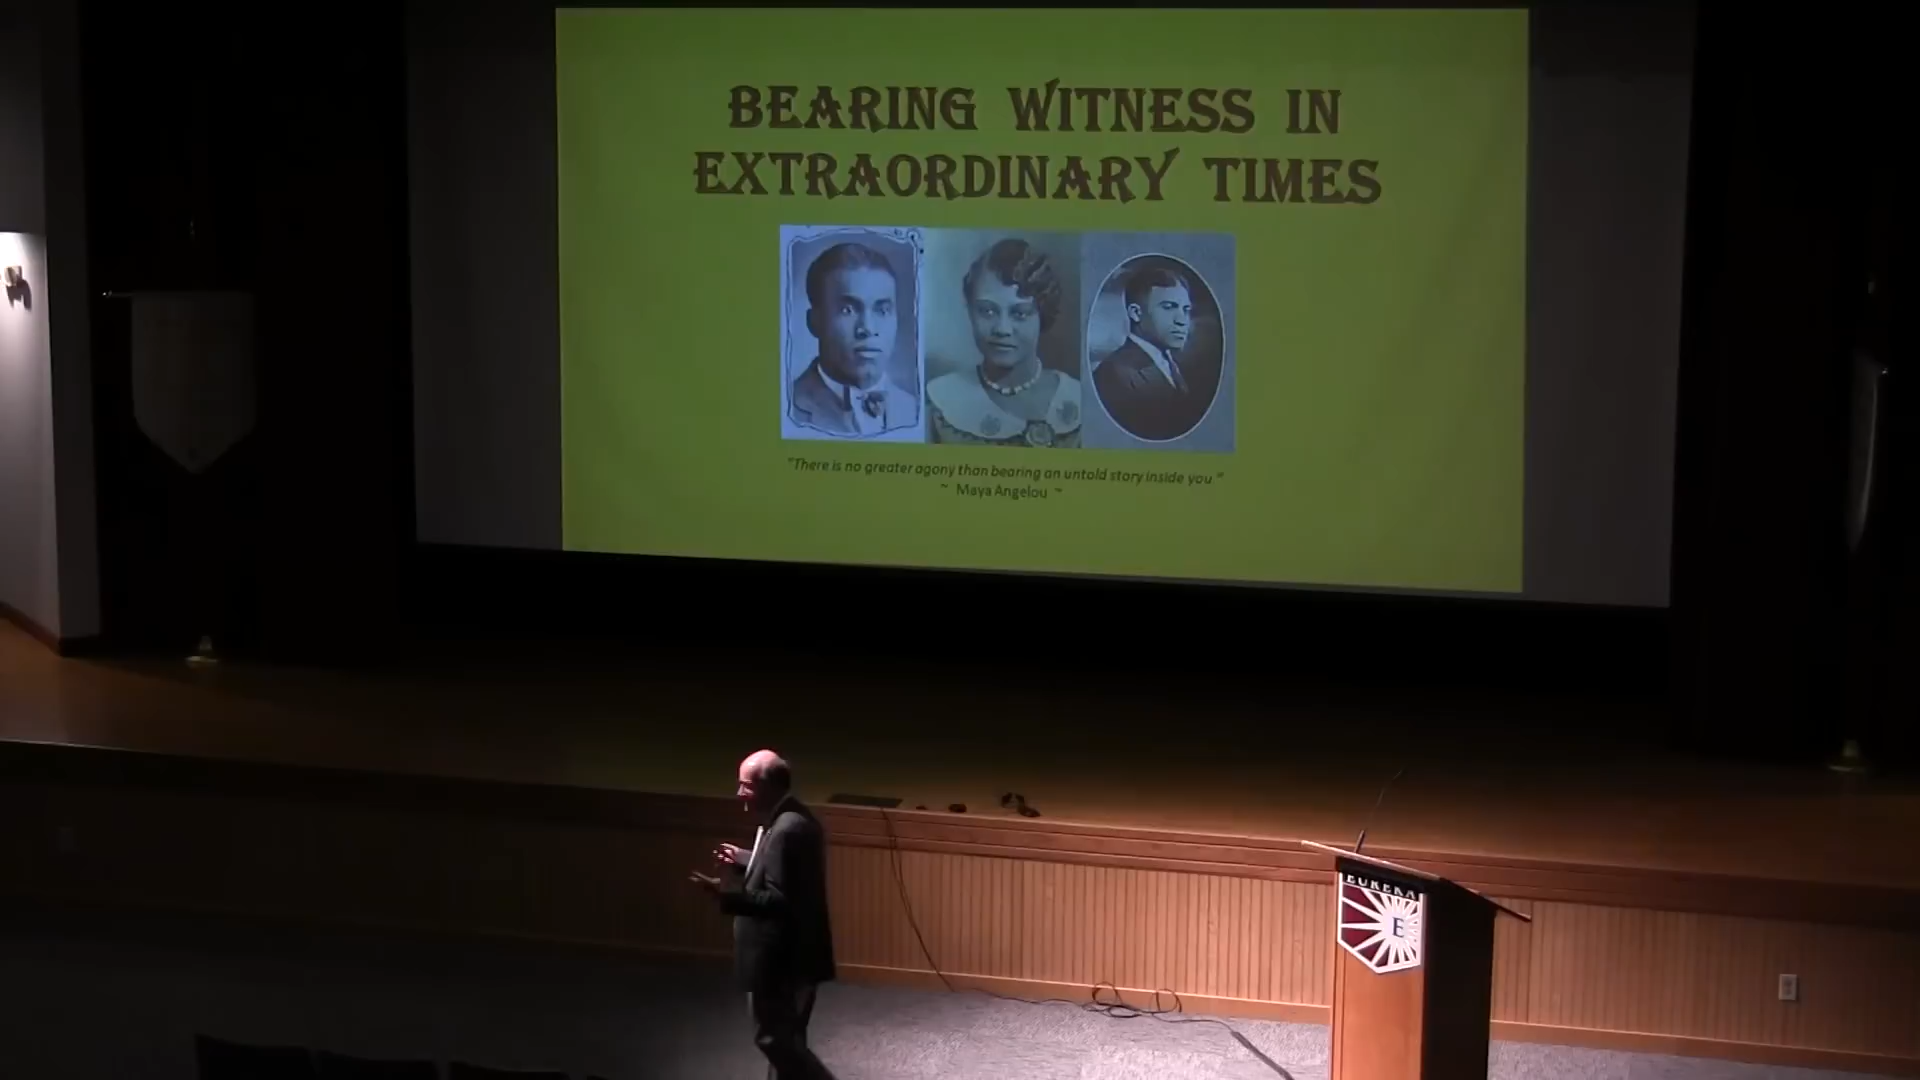 BEARING WITNESS IN
EXTRAORDINARY TIMES
"There is no greater agony than bearing an untold story inside you."
~ Maya Angelou ~
EUREKA
E